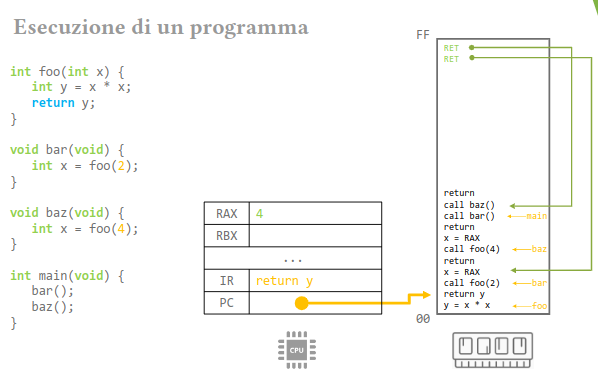 Esecuzione di un programma
int foo(int x) {
int y = x * x;
return y;
}
void bar(void) {
int x = foo(2);
}
void baz(void) {
int x = foo(4);
}
int main(void) {
bar();
baz();
}
RAX 4
RBX
...
IR return y
PC
CPU
FF
RET
RET
return
call baz()
call bar() main
return
x = RAX
call foo(4) baz
return
x = RAX
call foo(2) bar
return y
y = x * x foo
00